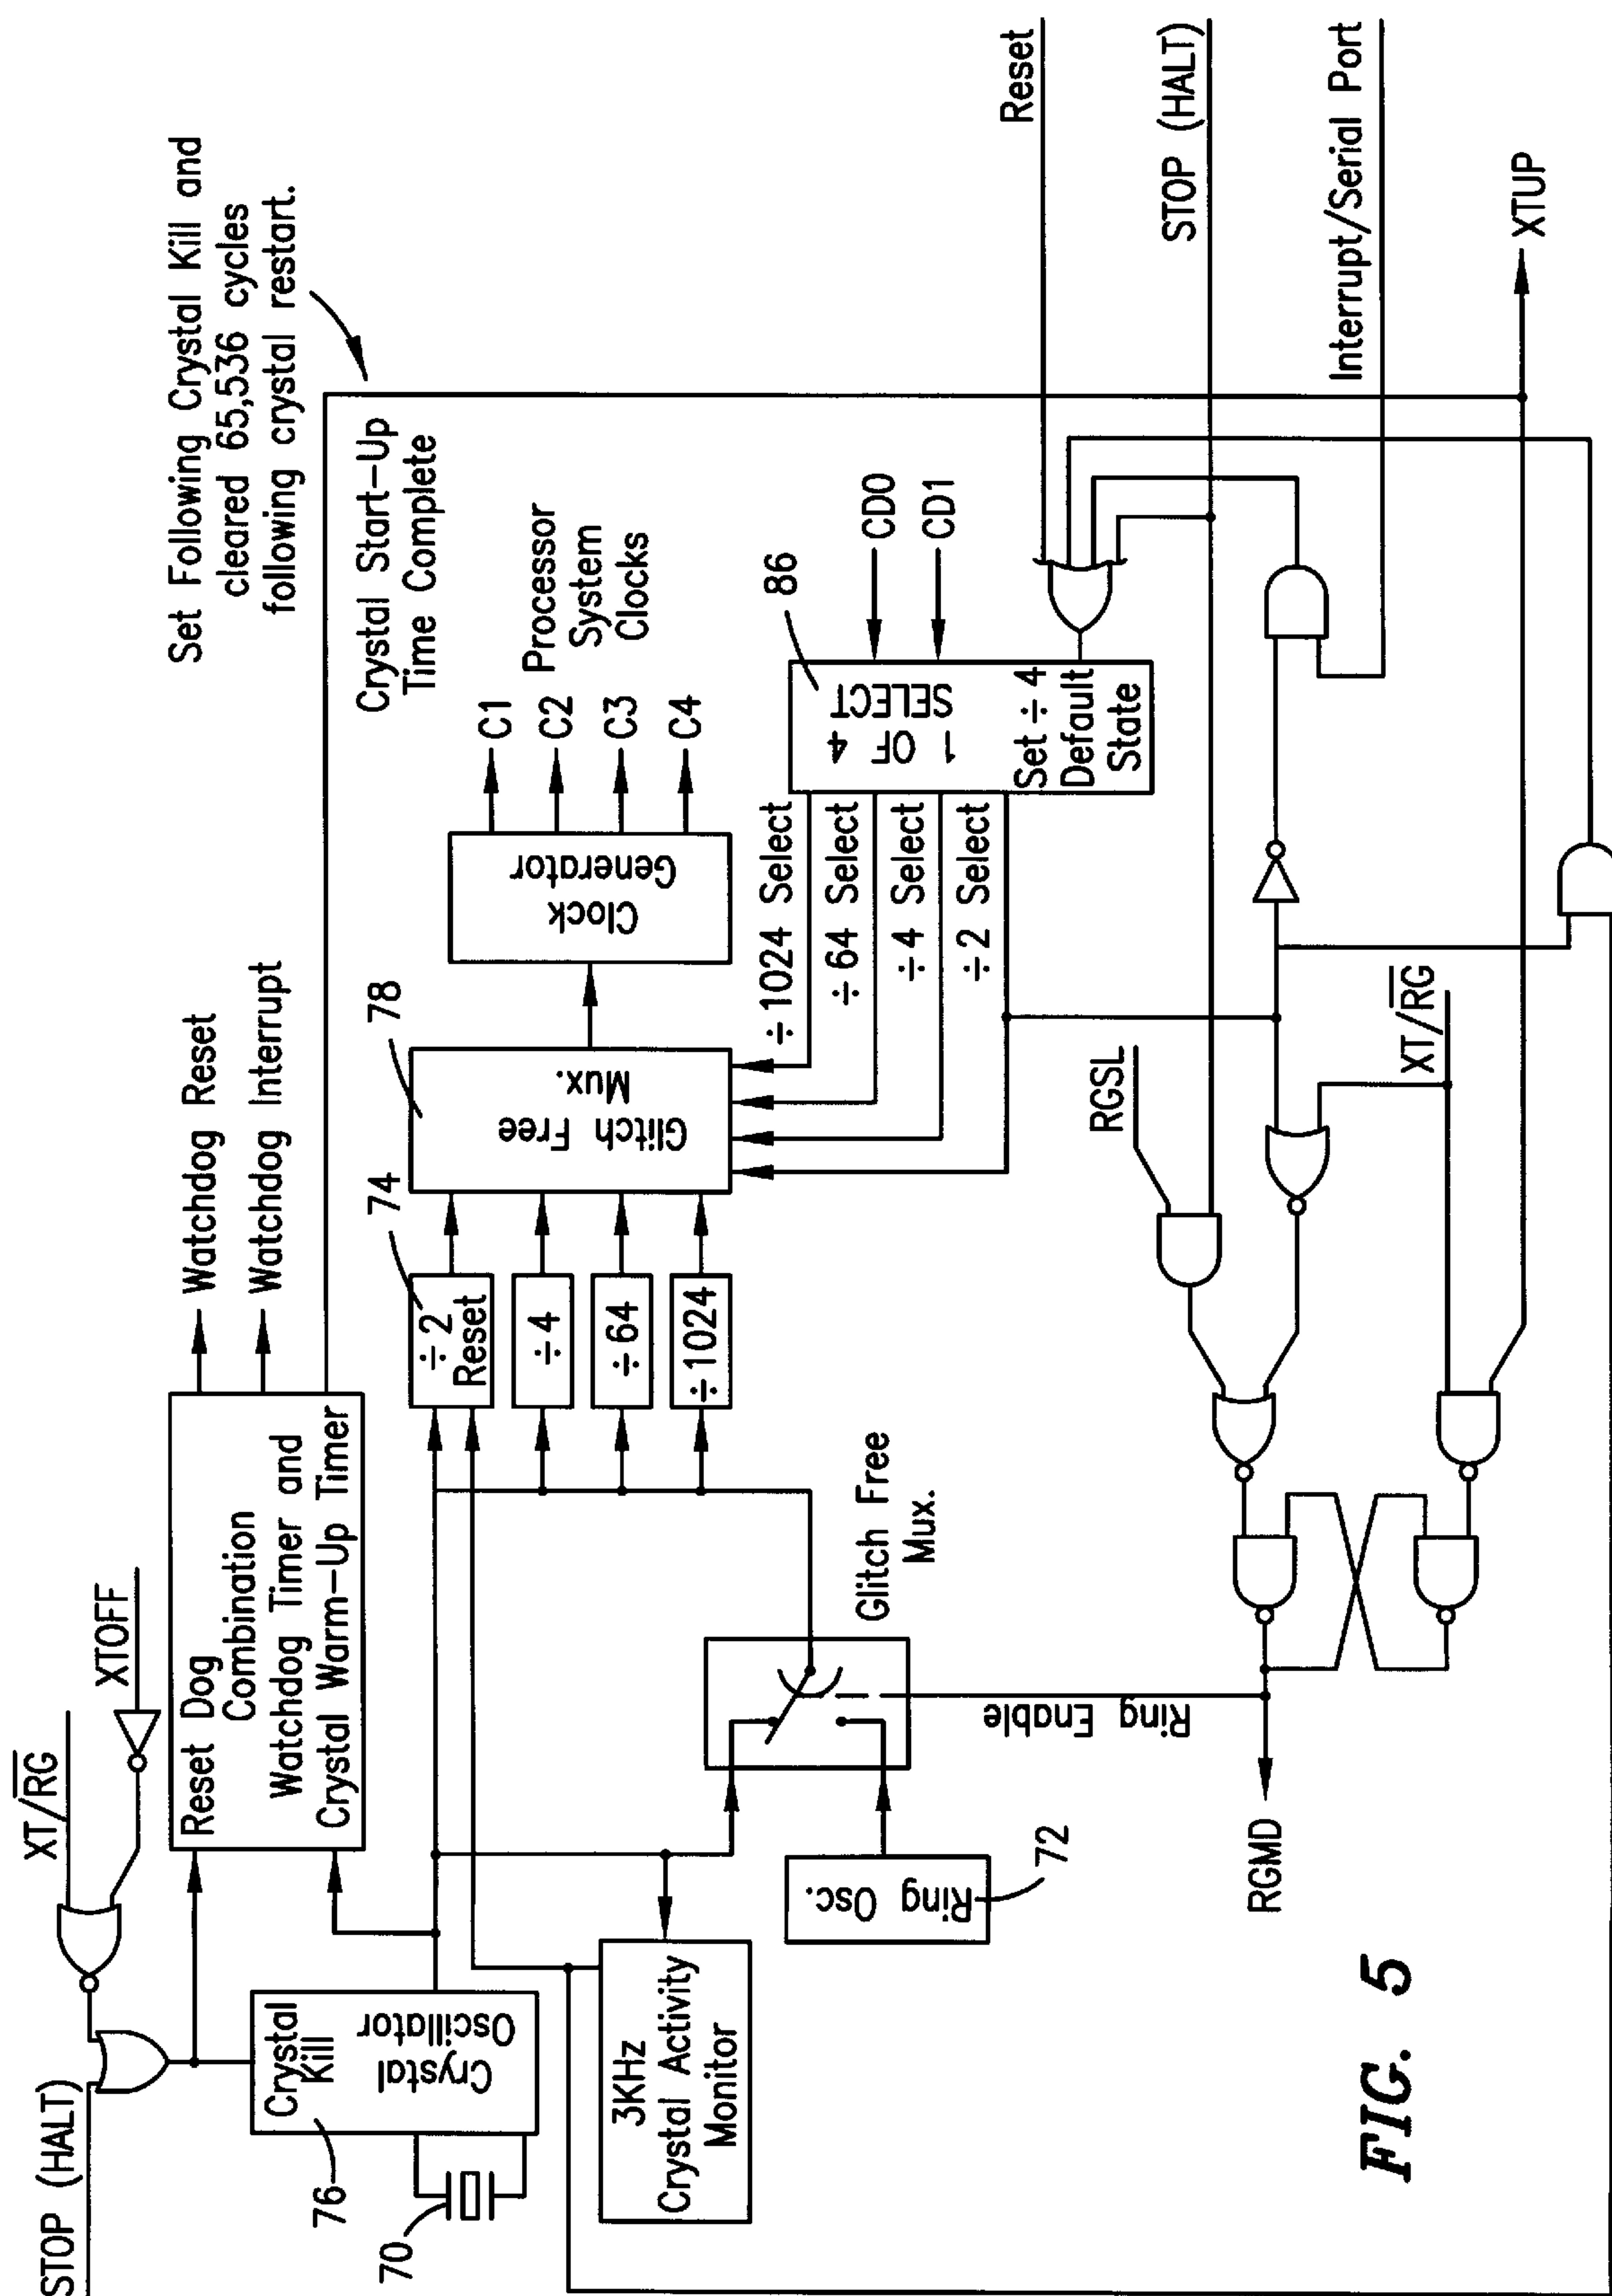 STOP (HALT)
XT/R̅G̅
XTOFF
76
Crystal
Kill
Crystal
Oscillator
70
Reset Dog
Combination
Watchdog Timer and
Crystal Warm-Up Timer
Watchdog Reset
Watchdog Interrupt
Set Following Crystal Kill and
cleared 65,536 cycles
following crystal restart.
Crystal Start-Up
Time Complete
3KHz
Crystal Activity
Monitor
Ring Osc.
72
Glitch Free
Mux.
Ring Enable
74
÷2
Reset
÷4
÷64
÷1024
78
Glitch Free
Mux.
Clock
Generator
C1
C2
C3
C4
Processor
System
Clocks
÷1024 Select
÷64 Select
÷4 Select
÷2 Select
86
1 OF 4
SELECT
Set ÷4
Default
State
CD0
CD1
Reset
STOP (HALT)
Interrupt/Serial Port
XTUP
RGSL
XT/R̅G̅
RGMD
FIG. 5